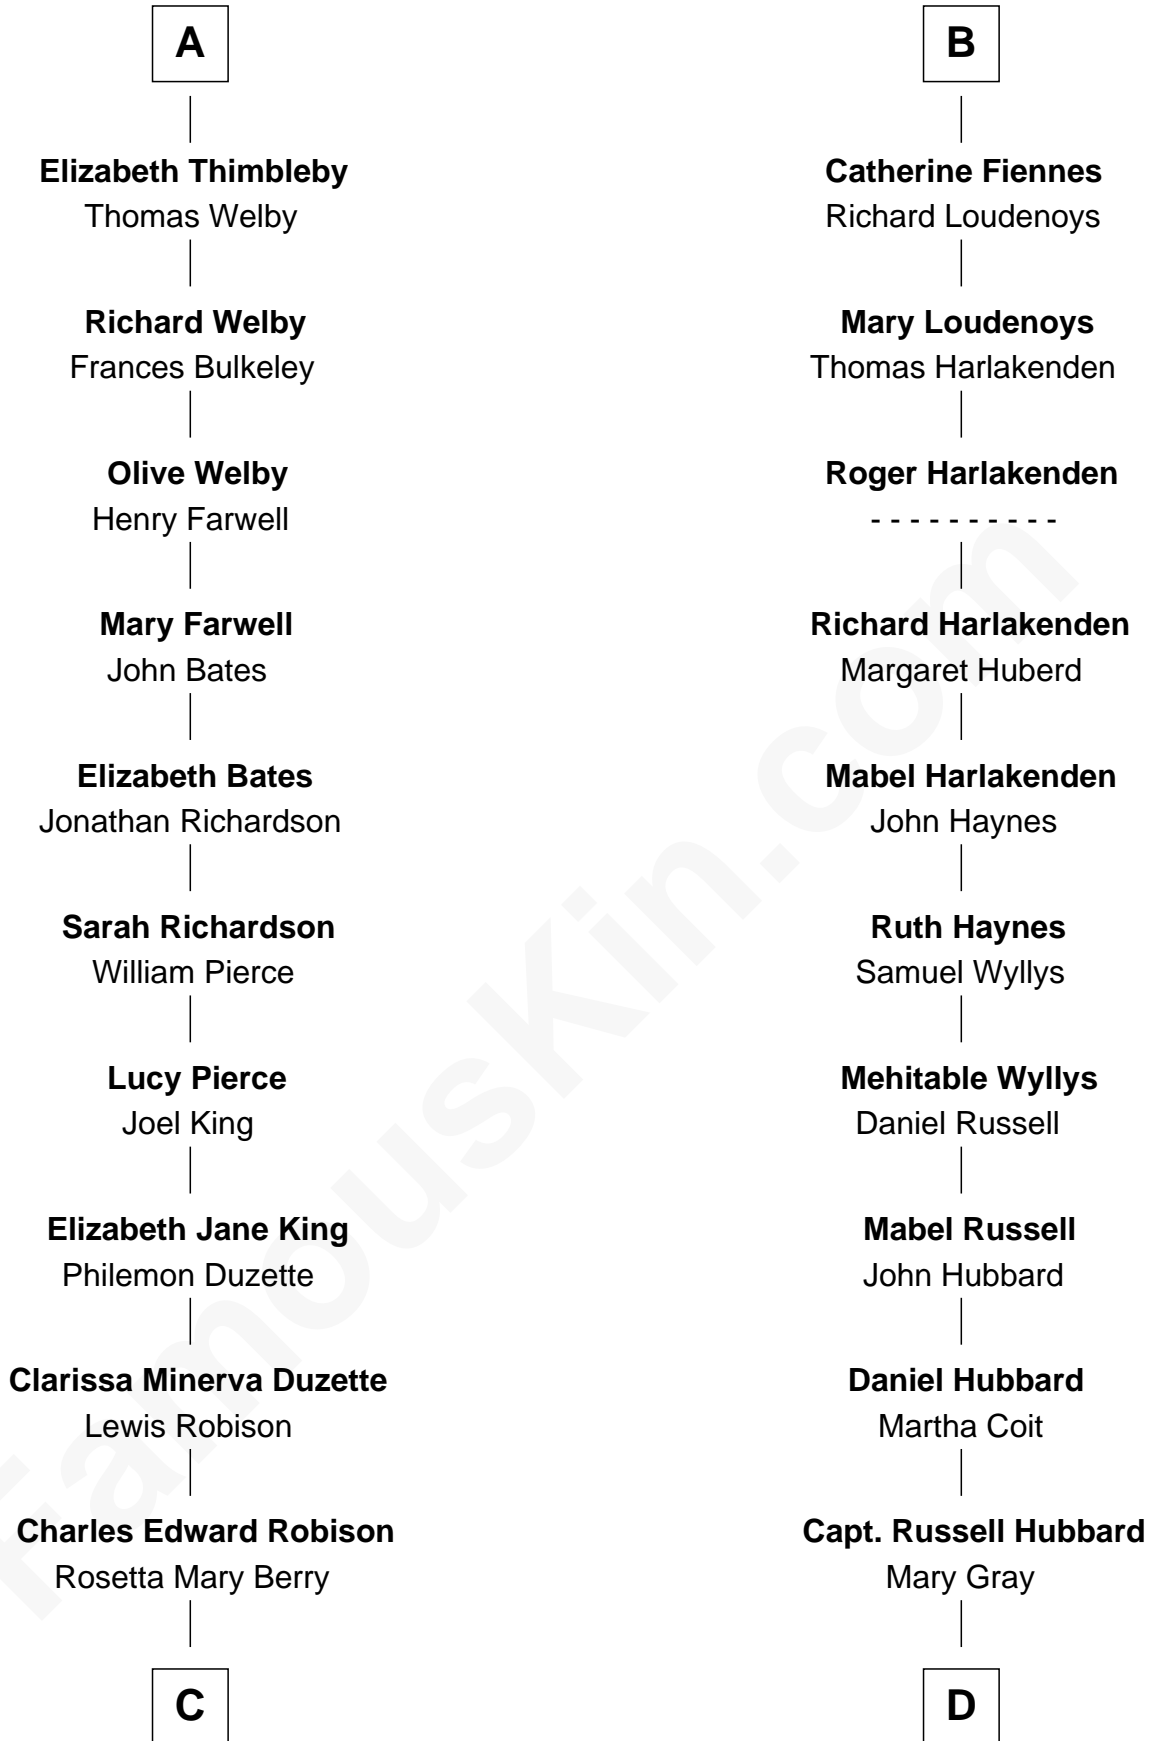 A
Elizabeth Thimbleby
Thomas Welby
Richard Welby
Frances Bulkeley
Olive Welby
Henry Farwell
Mary Farwell
John Bates
Elizabeth Bates
Jonathan Richardson
Sarah Richardson
William Pierce
Lucy Pierce
Joel King
Elizabeth Jane King
Philemon Duzette
Clarissa Minerva Duzette
Lewis Robison
Charles Edward Robison
Rosetta Mary Berry
C
B
Catherine Fiennes
Richard Loudenoys
Mary Loudenoys
Thomas Harlakenden
Roger Harlakenden
- - - - - - - - - -
Richard Harlakenden
Margaret Huberd
Mabel Harlakenden
John Haynes
Ruth Haynes
Samuel Wyllys
Mehitable Wyllys
Daniel Russell
Mabel Russell
John Hubbard
Daniel Hubbard
Martha Coit
Capt. Russell Hubbard
Mary Gray
D
FamousKin.com